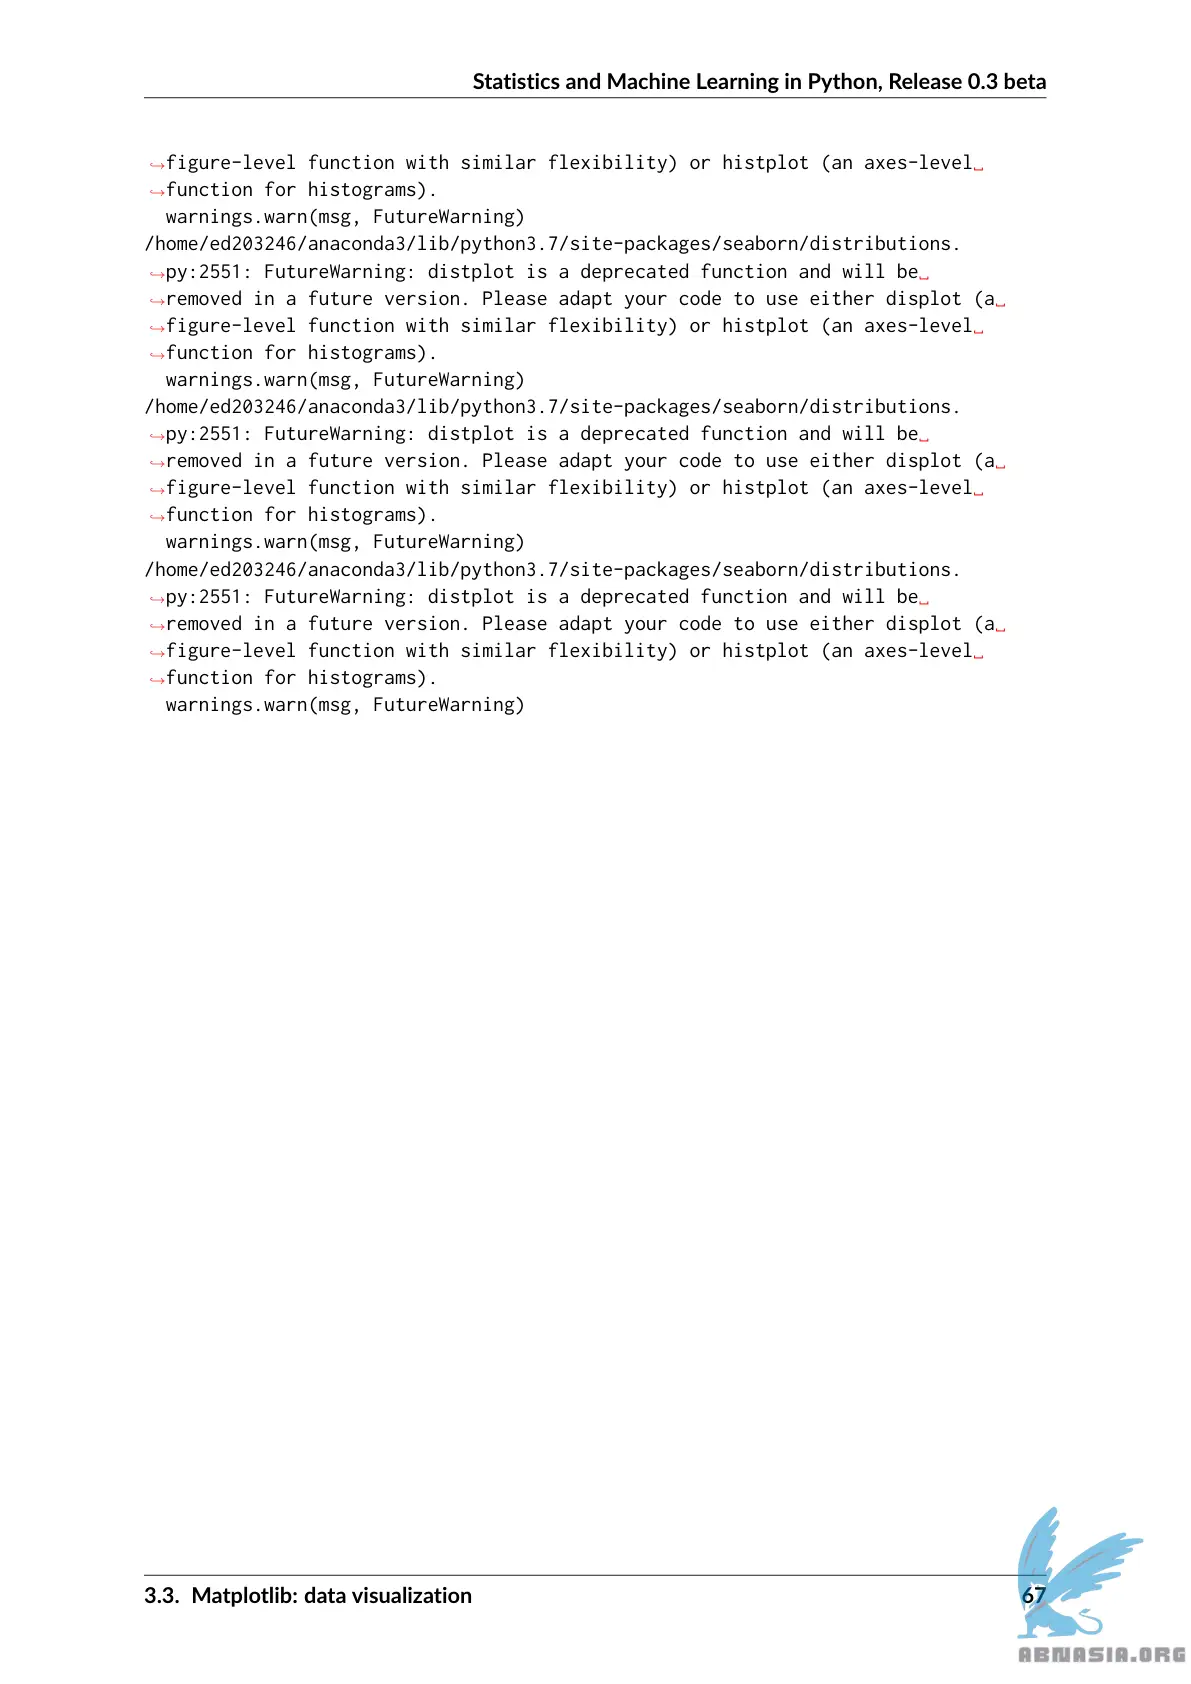 Statistics and Machine Learning in Python, Release 0.3 beta
↪figure-level function with similar flexibility) or histplot (an axes-level␣
↪function for histograms).
  warnings.warn(msg, FutureWarning)
/home/ed203246/anaconda3/lib/python3.7/site-packages/seaborn/distributions.
↪py:2551: FutureWarning: distplot is a deprecated function and will be␣
↪removed in a future version. Please adapt your code to use either displot (a␣
↪figure-level function with similar flexibility) or histplot (an axes-level␣
↪function for histograms).
  warnings.warn(msg, FutureWarning)
/home/ed203246/anaconda3/lib/python3.7/site-packages/seaborn/distributions.
↪py:2551: FutureWarning: distplot is a deprecated function and will be␣
↪removed in a future version. Please adapt your code to use either displot (a␣
↪figure-level function with similar flexibility) or histplot (an axes-level␣
↪function for histograms).
  warnings.warn(msg, FutureWarning)
/home/ed203246/anaconda3/lib/python3.7/site-packages/seaborn/distributions.
↪py:2551: FutureWarning: distplot is a deprecated function and will be␣
↪removed in a future version. Please adapt your code to use either displot (a␣
↪figure-level function with similar flexibility) or histplot (an axes-level␣
↪function for histograms).
  warnings.warn(msg, FutureWarning)
3.3. Matplotlib: data visualization 67
ABNASIA.ORG